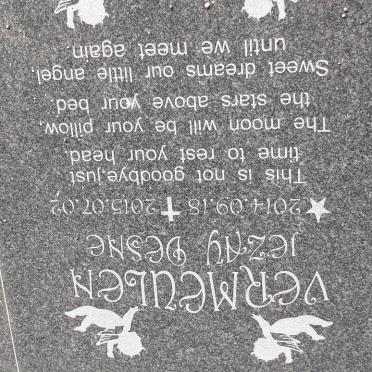 VERMEULEN
JEZAY DESNE
★2014.09.18 ✝2015.07.02
This is not goodbye,just
time to rest your head.
The moon will be your pillow,
the stars above your bed.
Sweet dreams our little angel,
until we meet again.